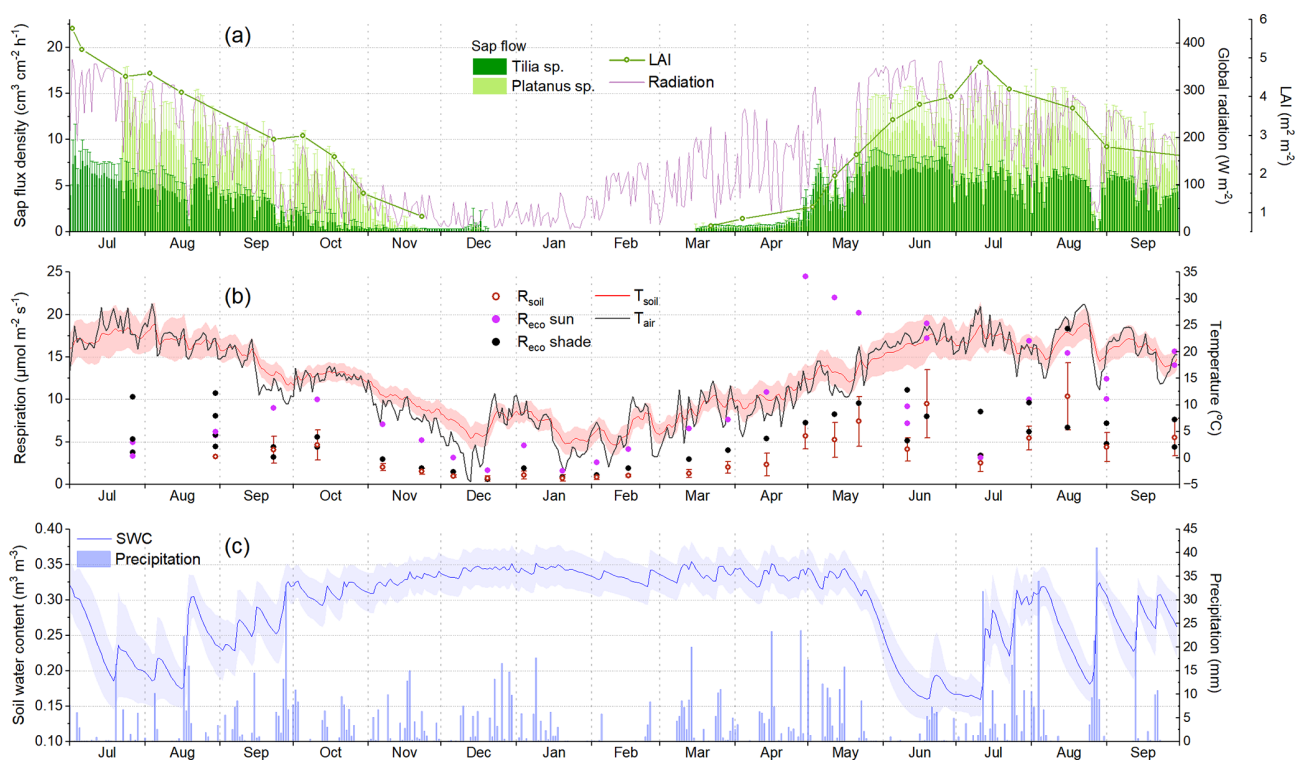 (a)
Sap flow
Tilia sp.
Platanus sp.
LAI
Radiation
Sap flux density (cm³ cm⁻² h⁻¹)
20
15
10
5
0
Global radiation (W m⁻²)
400
300
200
100
0
LAI (m² m⁻²)
6
5
4
3
2
1
Jul Aug Sep Oct Nov Dec Jan Feb Mar Apr May Jun Jul Aug Sep
(b)
R_soil
R_eco sun
R_eco shade
T_soil
T_air
Respiration (μmol m⁻² s⁻¹)
25
20
15
10
5
0
Temperature (°C)
35
30
25
20
15
10
5
0
−5
Jul Aug Sep Oct Nov Dec Jan Feb Mar Apr May Jun Jul Aug Sep
(c)
SWC
Precipitation
Soil water content (m³ m⁻³)
0.40
0.35
0.30
0.25
0.20
0.15
0.10
Precipitation (mm)
45
40
35
30
25
20
15
10
5
0
Jul Aug Sep Oct Nov Dec Jan Feb Mar Apr May Jun Jul Aug Sep